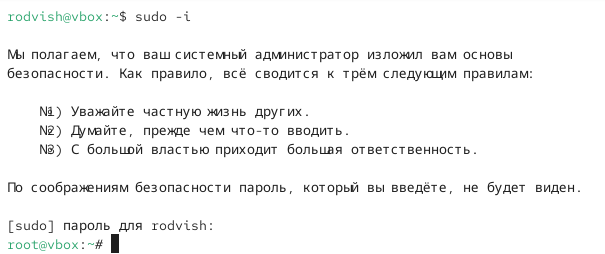 rodvish@vbox:~$ sudo -i
Мы полагаем, что ваш системный администратор изложил вам основы
безопасности. Как правило, всё сводится к трём следующим правилам:
№1) Уважайте частную жизнь других.
№2) Думайте, прежде чем что-то вводить.
№3) С большой властью приходит большая ответственность.
По соображениям безопасности пароль, который вы введёте, не будет виден.
[sudo] пароль для rodvish:
root@vbox:~#